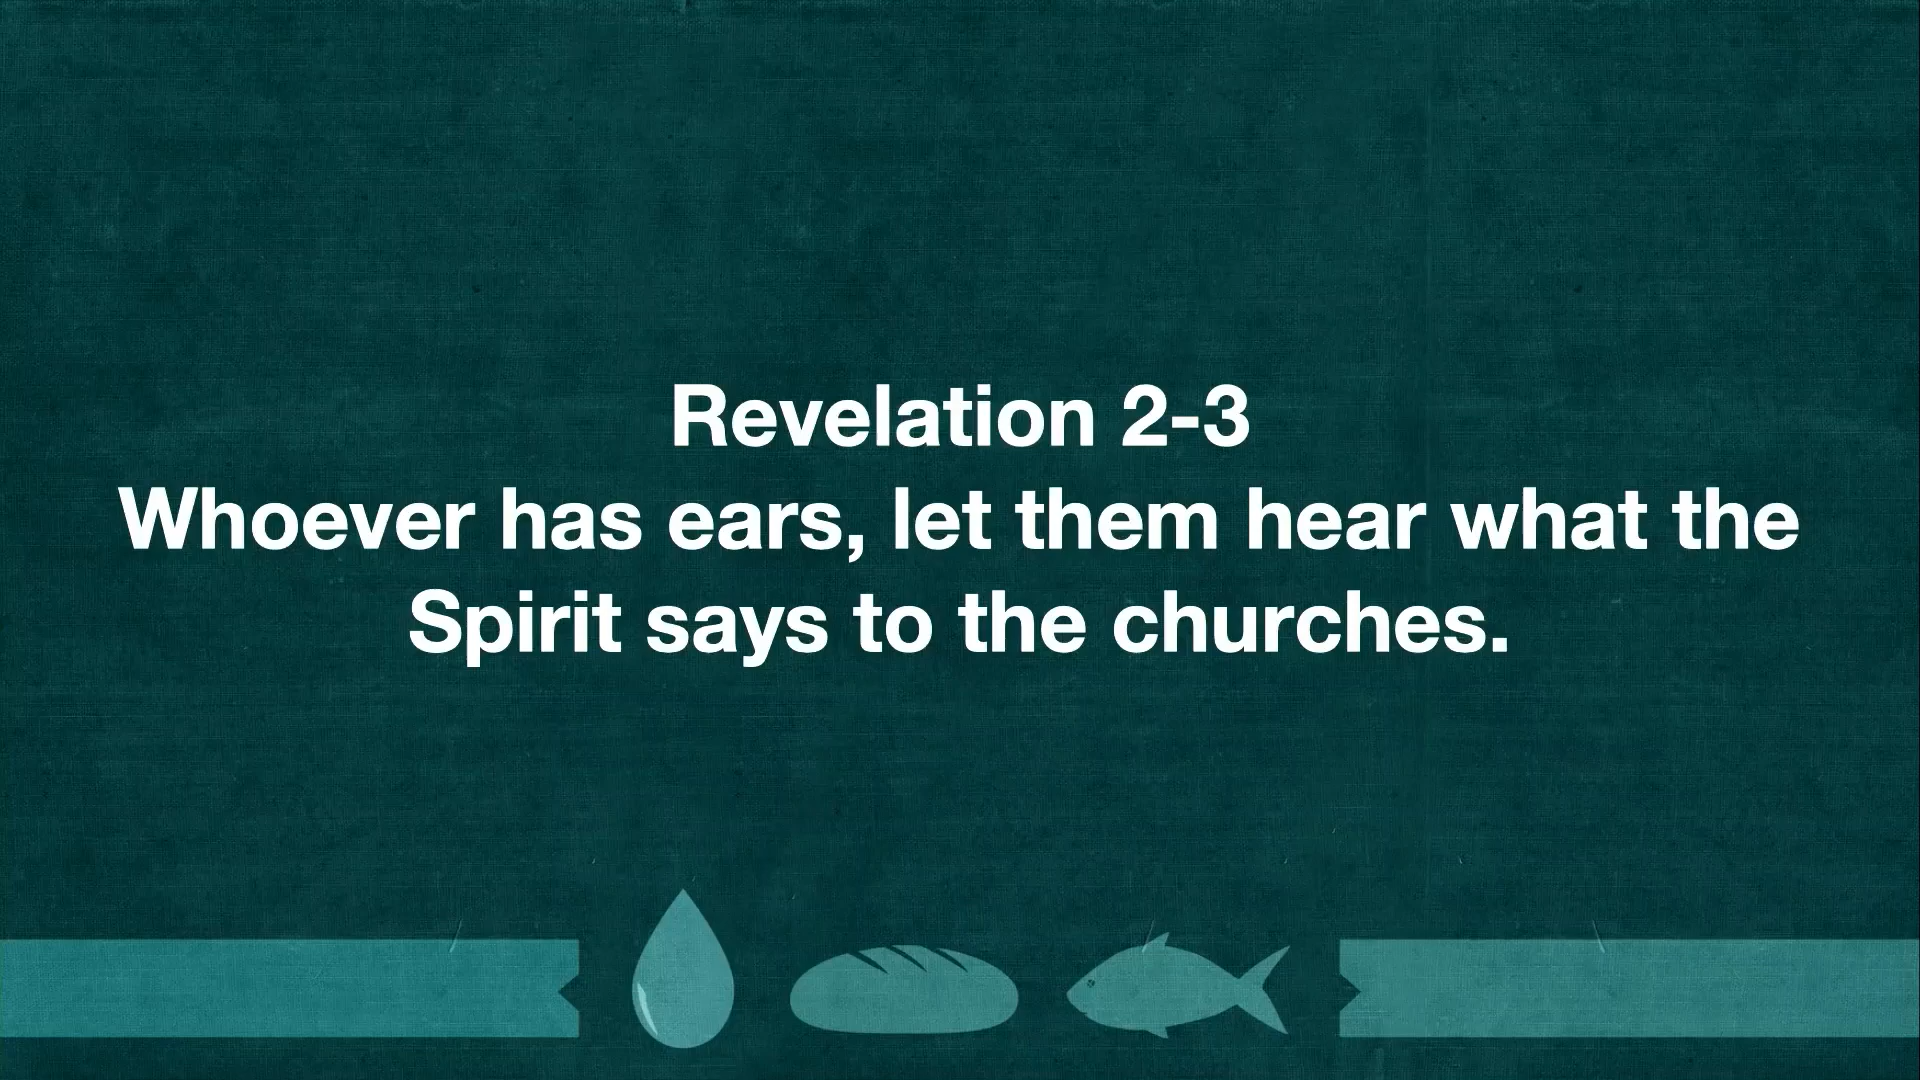 Revelation 2-3
Whoever has ears, let them hear what the
Spirit says to the churches.